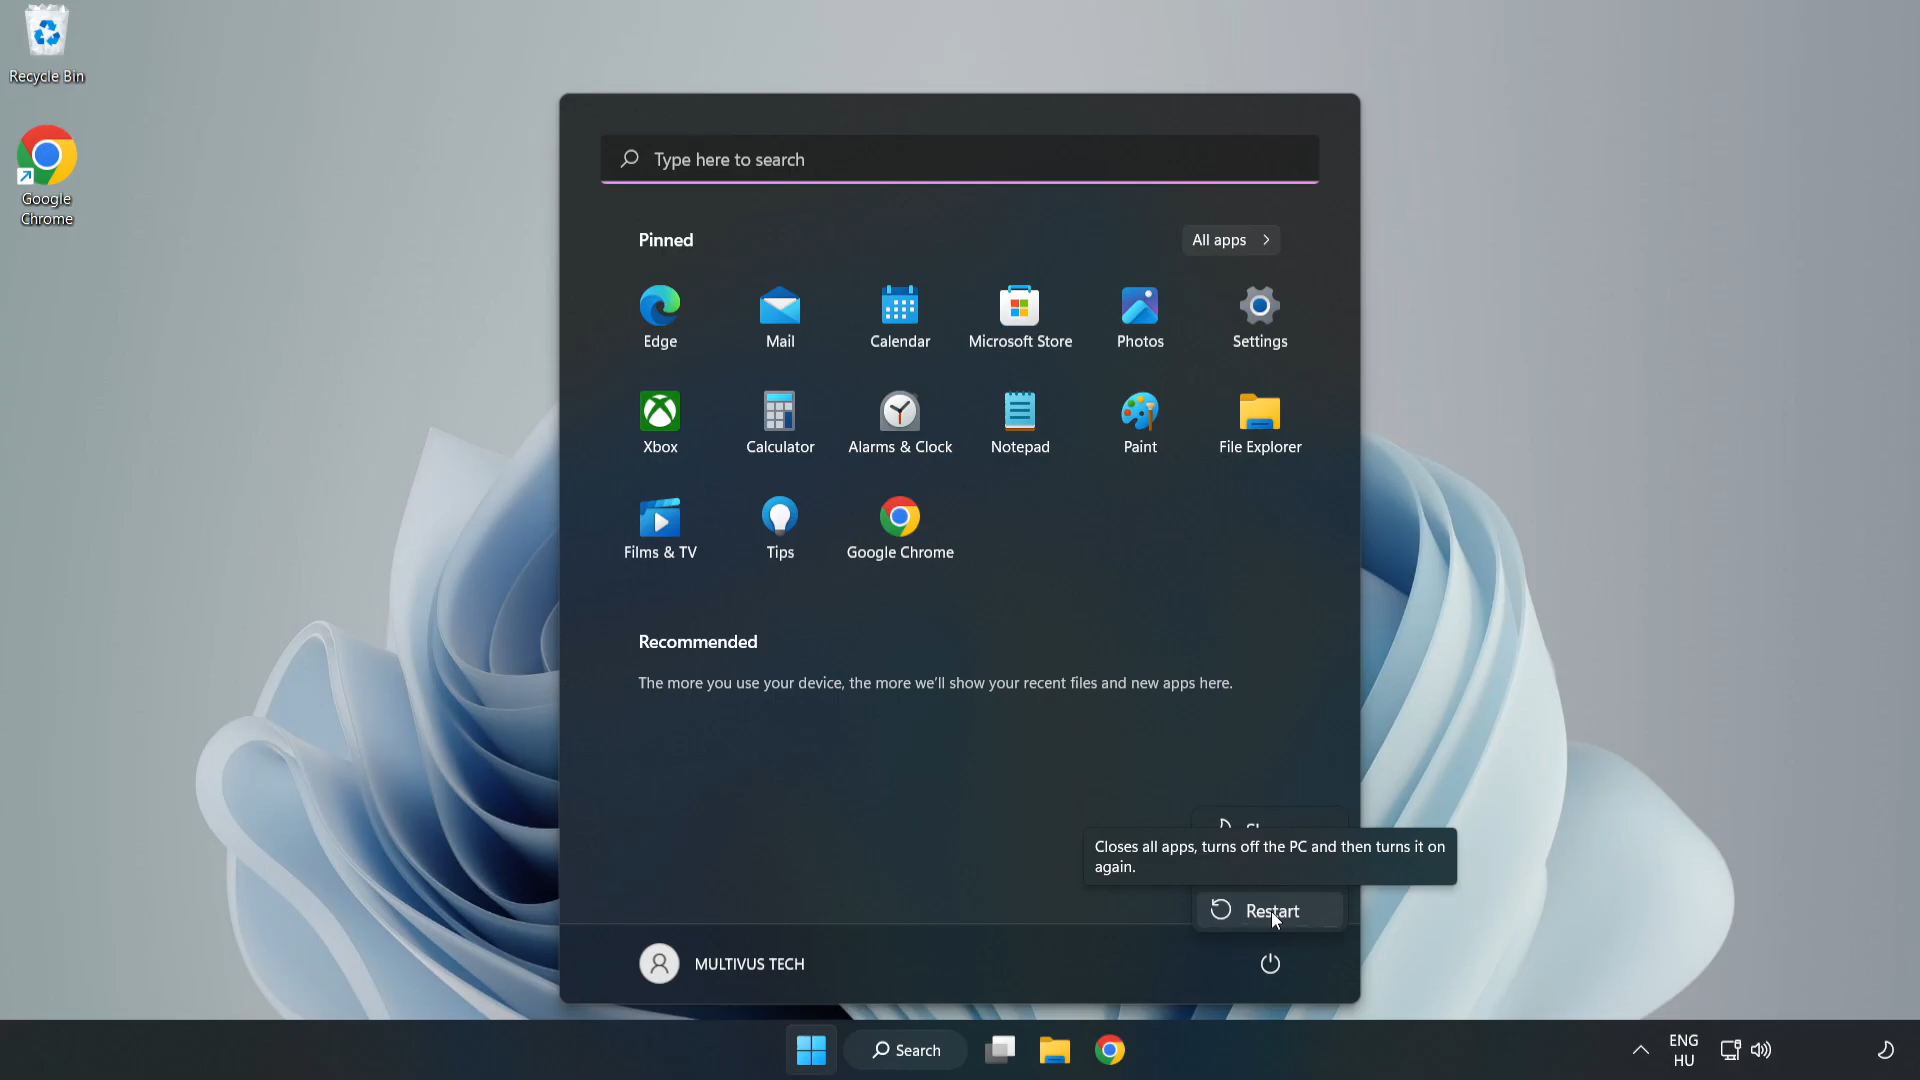 Recycle Bin
Google
Chrome
Type here to search
Pinned
All apps
Edge
Mail
Calendar
Microsoft Store
Photos
Settings
Xbox
Calculator
Alarms & Clock
Notepad
Paint
File Explorer
Films & TV
Tips
Google Chrome
Recommended
The more you use your device, the more we'll show your recent files and new apps here.
Closes all apps, turns off the PC and then turns it on
again.
Restart
MULTIVUS TECH
Search
ENG
HU